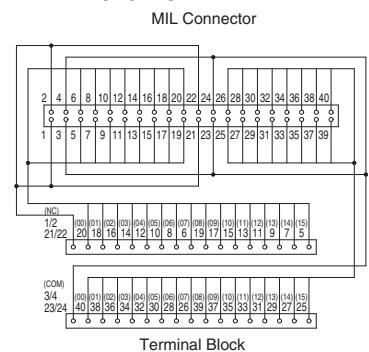 MIL Connector
2 4 6 8 10 12 14 16 18 20 22 24 26 28 30 32 34 36 38 40
1 3 5 7 9 11 13 15 17 19 21 23 25 27 29 31 33 35 37 39
(NC)
1/2 (00) (01) (02) (03) (04) (05) (06) (07) (08) (09) (10) (11) (12) (13) (14) (15)
21/22 20 18 16 14 12 10 8 6 19 17 15 13 11 9 7 5
(COM)
3/4 (00) (01) (02) (03) (04) (05) (06) (07) (08) (09) (10) (11) (12) (13) (14) (15)
23/24 40 38 36 34 32 30 28 26 39 37 35 33 31 29 27 25
Terminal Block